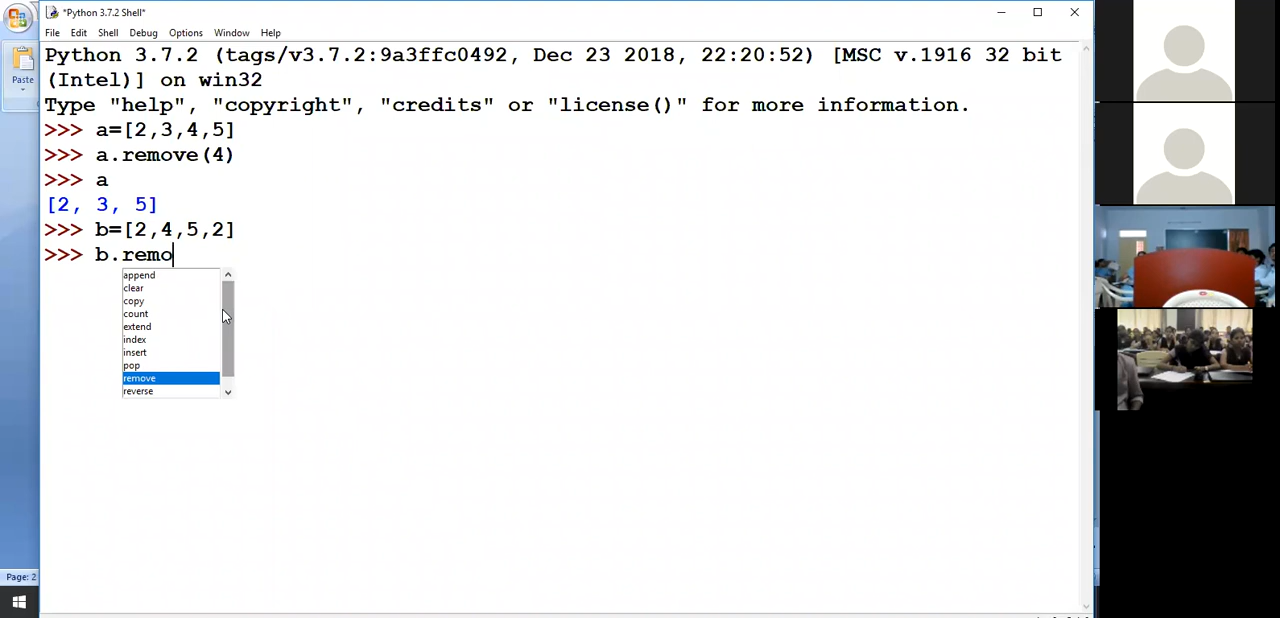 *Python 3.7.2 Shell*
File Edit Shell Debug Options Window Help
Paste
Python 3.7.2 (tags/v3.7.2:9a3ffc0492, Dec 23 2018, 22:20:52) [MSC v.1916 32 bit
(Intel)] on win32
Type "help", "copyright", "credits" or "license()" for more information.
>>> a=[2,3,4,5]
>>> a.remove(4)
>>> a
[2, 3, 5]
>>> b=[2,4,5,2]
>>> b.remo
append
clear
copy
count
extend
index
insert
pop
remove
reverse
Page: 2